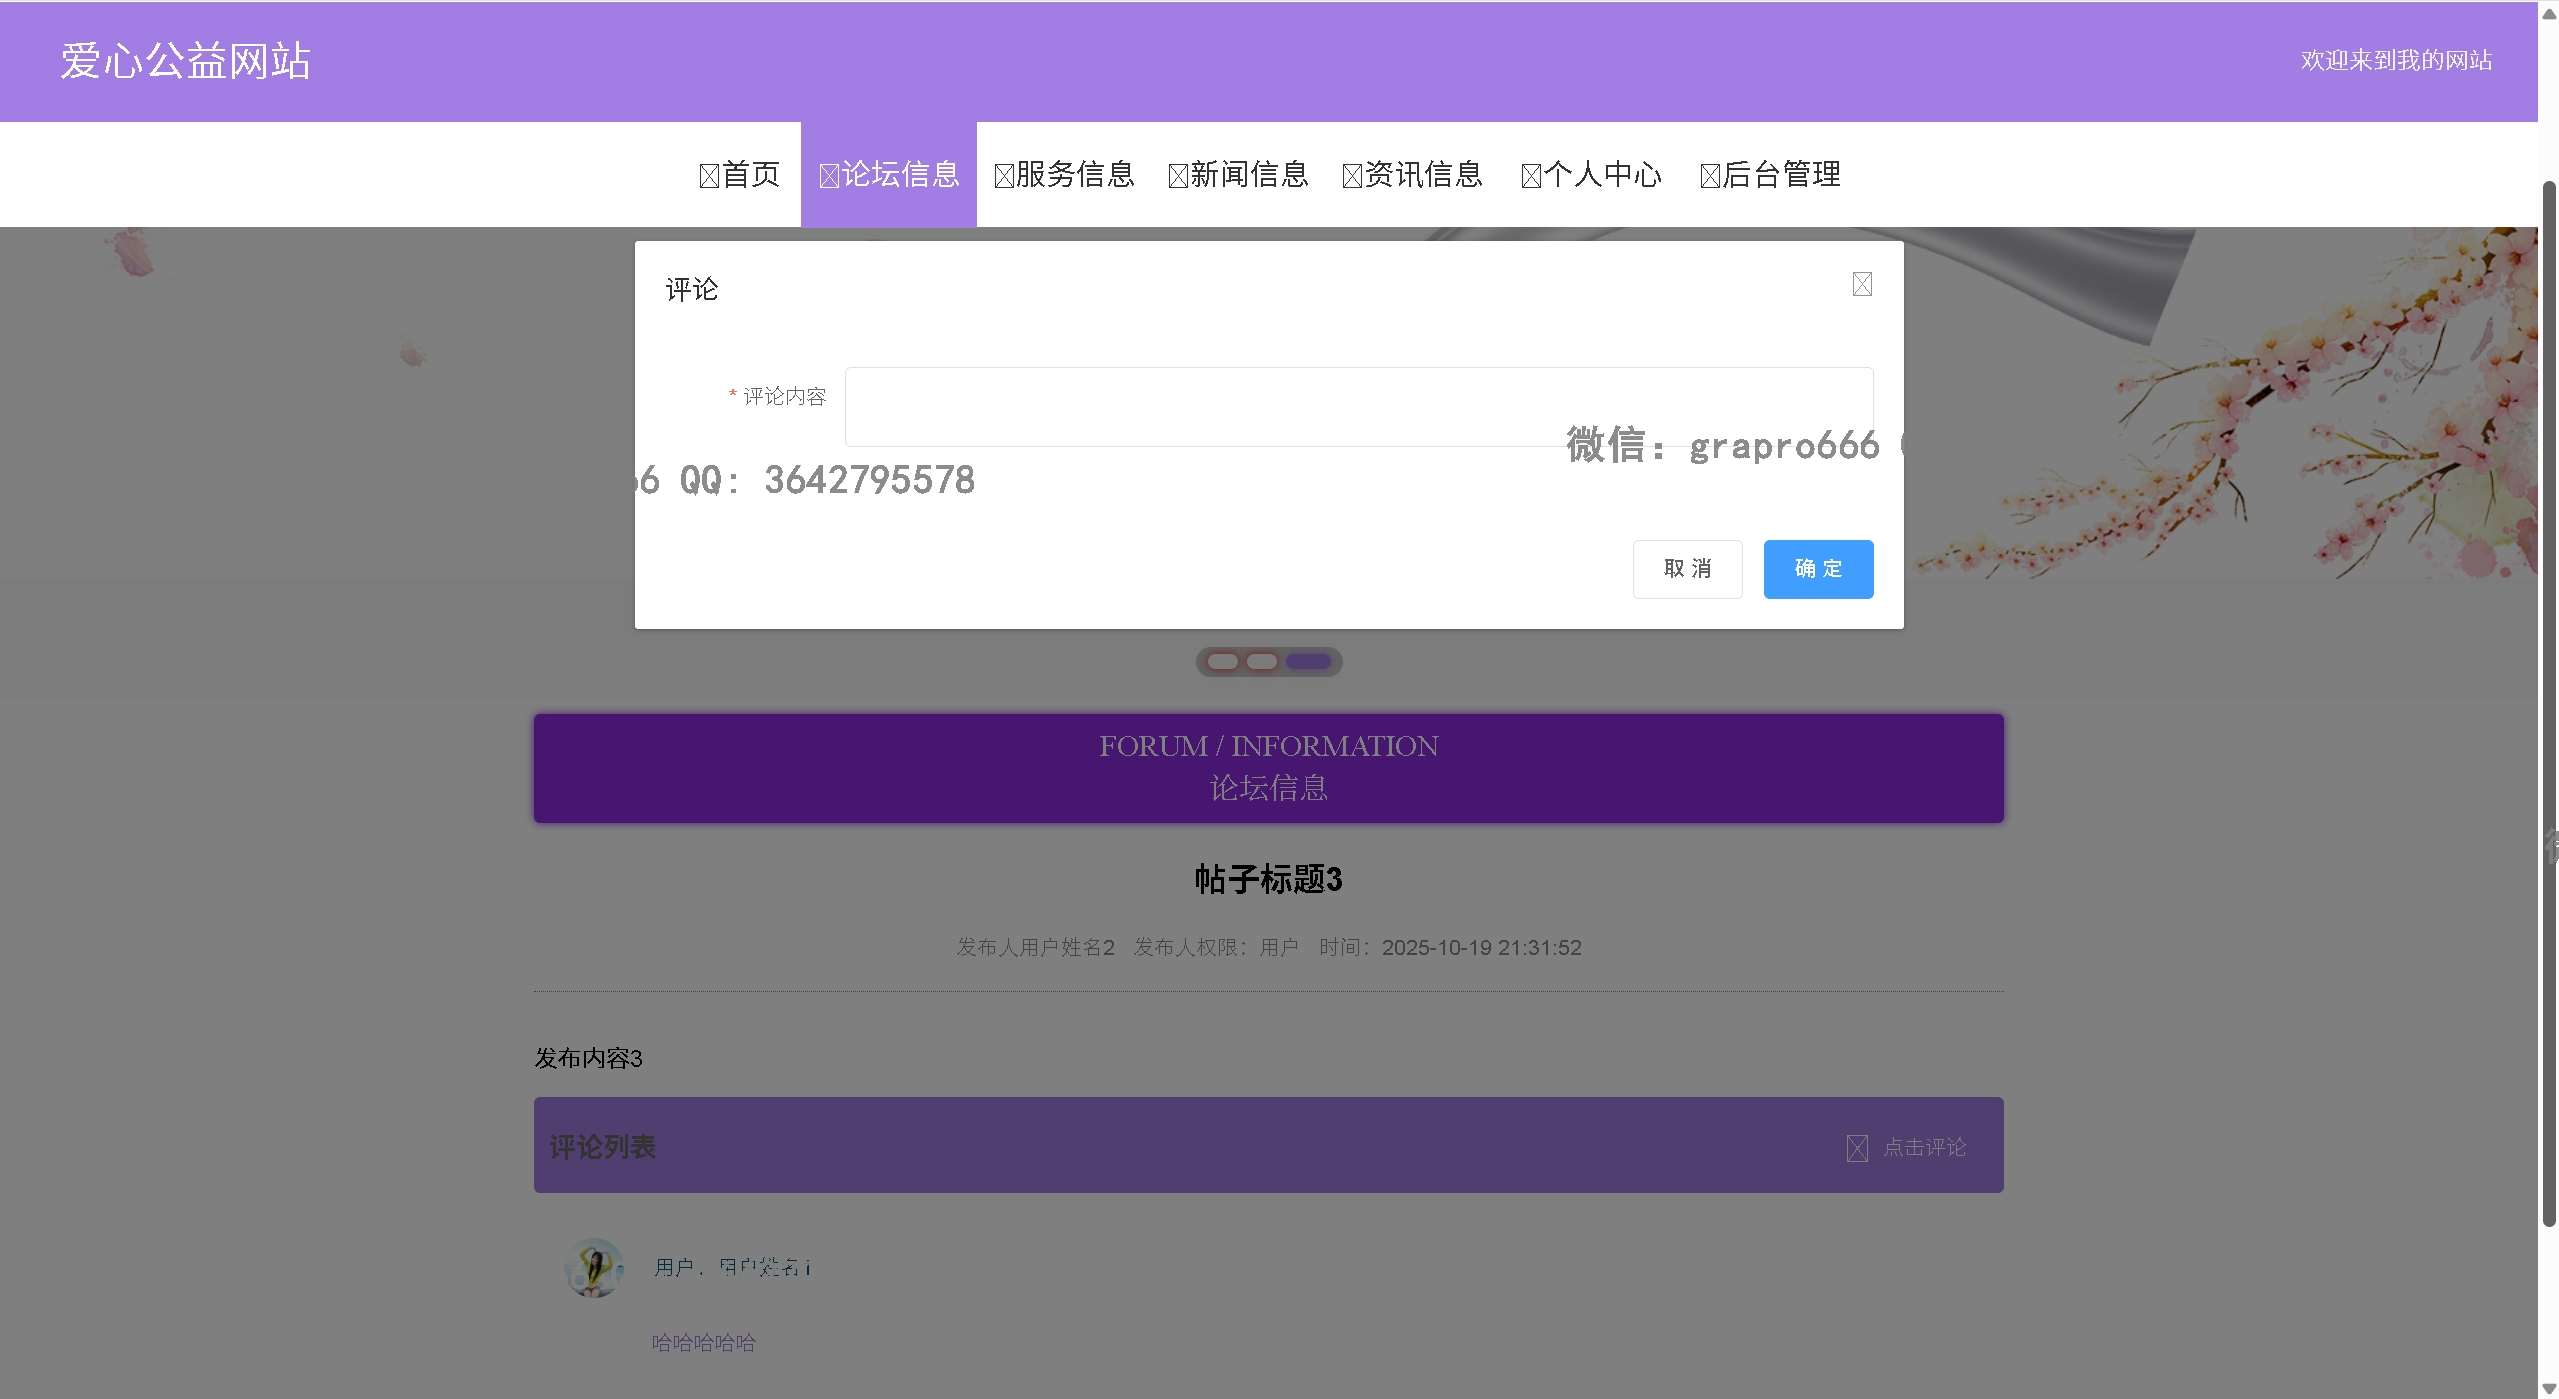 爱心公益网站
欢迎来到我的网站
首页 论坛信息 服务信息 新闻信息 资讯信息 个人中心 后台管理
评论
* 评论内容
微信：grapro666
66 QQ：3642795578
取 消 确 定
FORUM / INFORMATION
论坛信息
帖子标题3
发布人用户姓名2 发布人权限：用户 时间：2025-10-19 21:31:52
发布内容3
评论列表
点击评论
用户：用户姓名1
哈哈哈哈哈